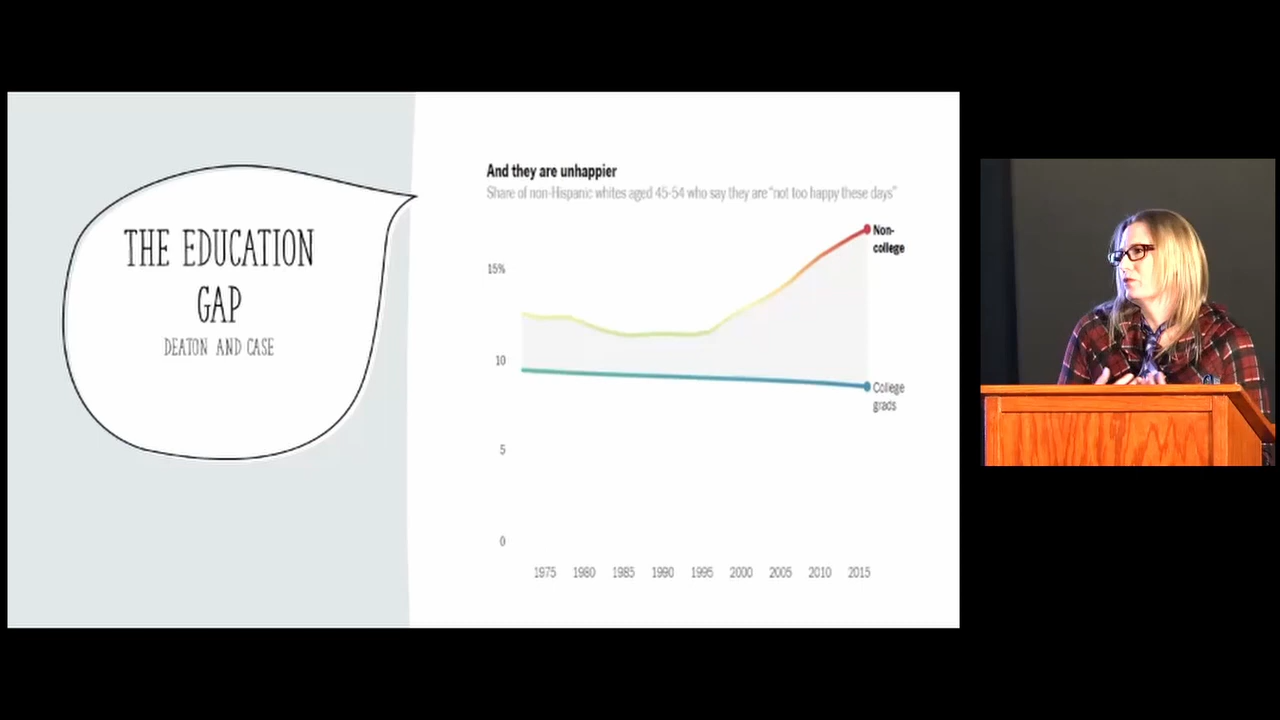 THE EDUCATION
GAP
DEATON AND CASE
And they are unhappier
Share of non-Hispanic whites aged 45-54 who say they are “not too happy these days”
Non-
college
15%
10
College
grads
5
0
1975 1980 1985 1990 1995 2000 2005 2010 2015